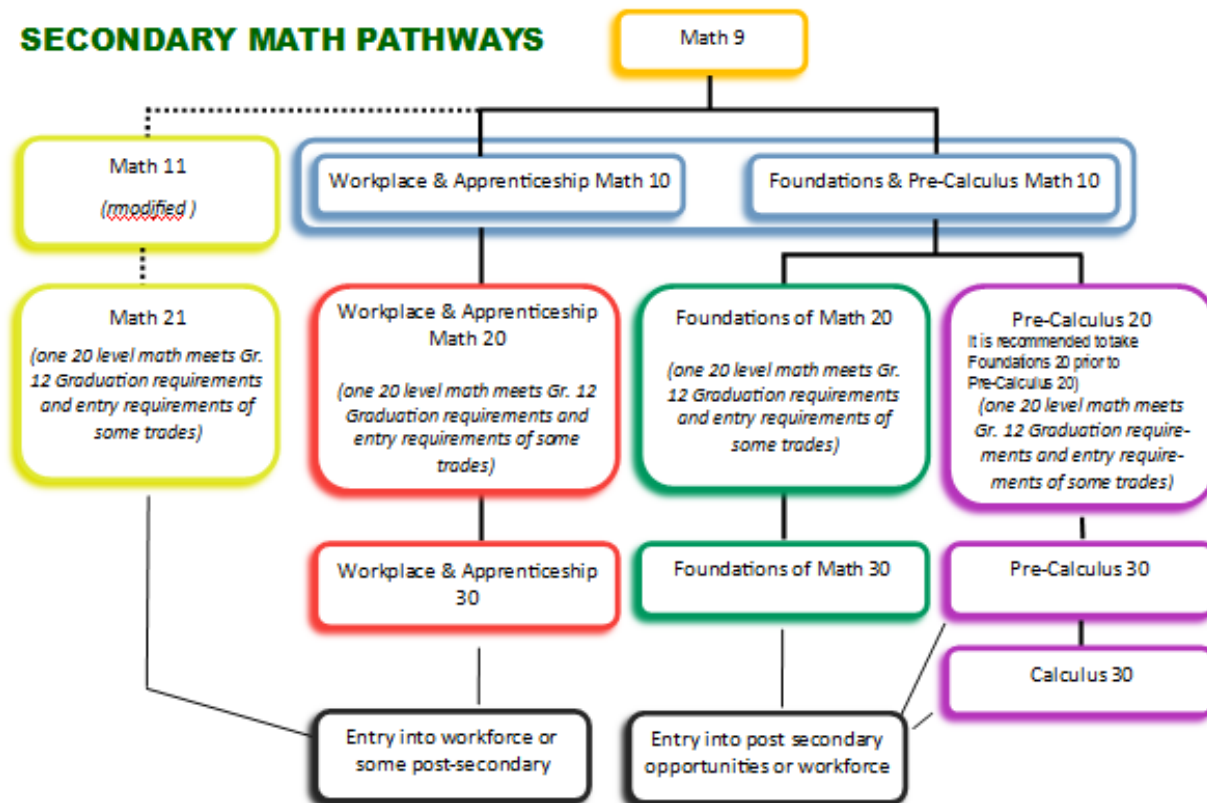 SECONDARY MATH PATHWAYS
Math 9
Math 11
(rmodified )
Workplace & Apprenticeship Math 10
Foundations & Pre-Calculus Math 10
Math 21
(one 20 level math meets Gr.
12 Graduation requirements
and entry requirements of
some trades)
Workplace & Apprenticeship
Math 20
(one 20 level math meets Gr. 12
Graduation requirements and
entry requirements of some
trades)
Foundations of Math 20
(one 20 level math meets Gr.
12 Graduation requirements
and entry requirements of
some trades)
Pre-Calculus 20
It is recommended to take
Foundations 20 prior to
Pre-Calculus 20)
(one 20 level math meets
Gr. 12 Graduation require-
ments and entry require-
ments of some trades)
Workplace & Apprenticeship
30
Foundations of Math 30
Pre-Calculus 30
Calculus 30
Entry into workforce or
some post-secondary
Entry into post secondary
opportunities or workforce